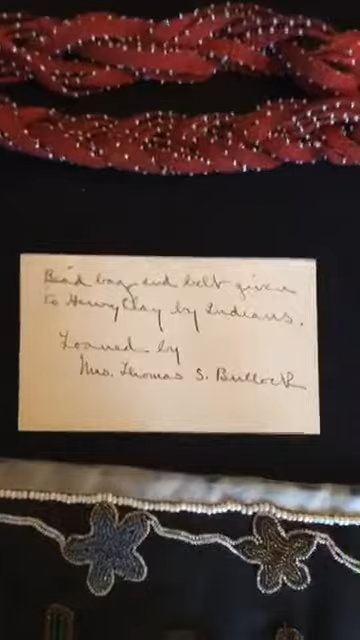 Bead bag and belt given
to Henry Clay by Indians.
Loaned by
Mrs. Thomas S. Bullock